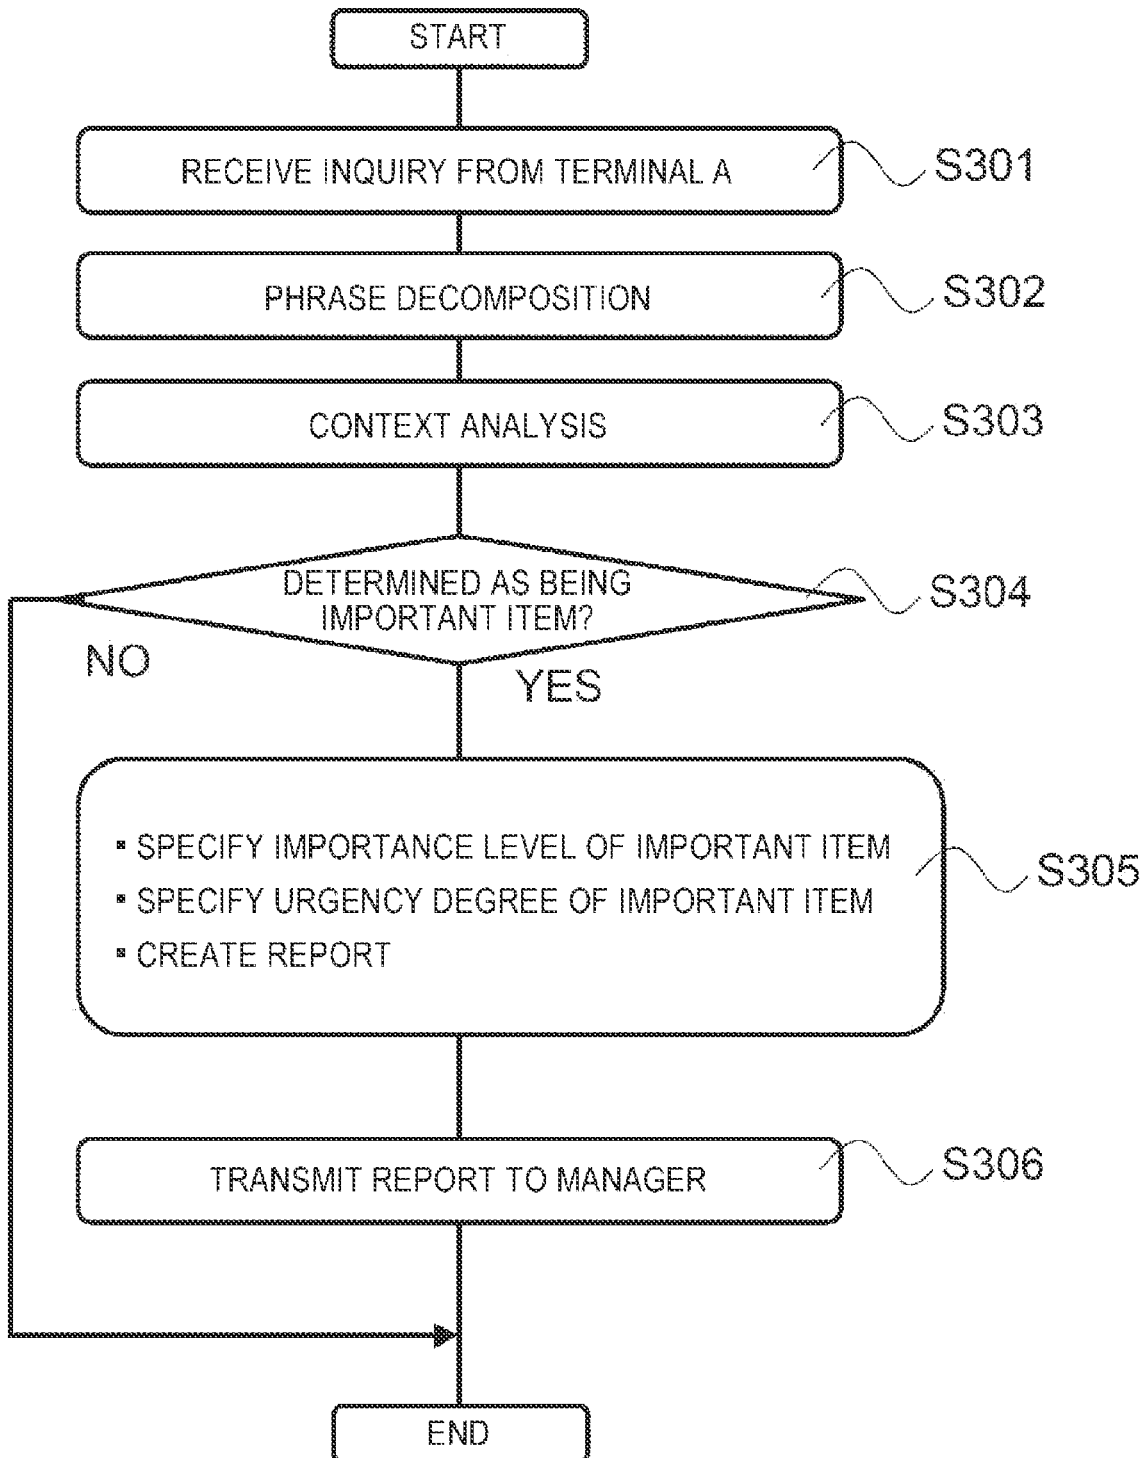 START
RECEIVE INQUIRY FROM TERMINAL A
S301
PHRASE DECOMPOSITION
S302
CONTEXT ANALYSIS
S303
DETERMINED AS BEING
IMPORTANT ITEM?
S304
NO
YES
▪ SPECIFY IMPORTANCE LEVEL OF IMPORTANT ITEM
▪ SPECIFY URGENCY DEGREE OF IMPORTANT ITEM
▪ CREATE REPORT
S305
TRANSMIT REPORT TO MANAGER
S306
END